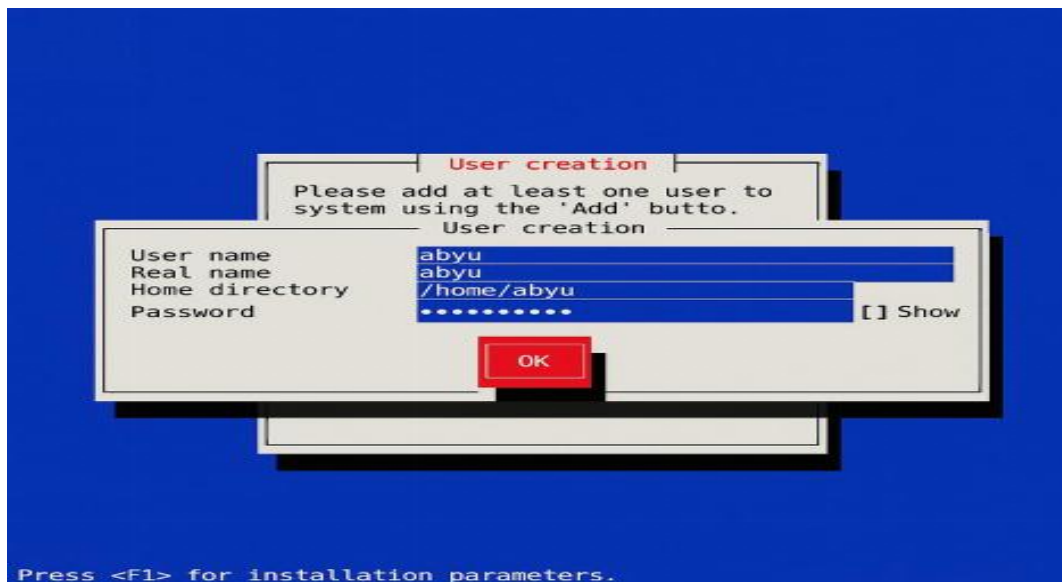 User creation
Please add at least one user to
system using the 'Add' butto.
User creation
User name abyu
Real name abyu
Home directory /home/abyu
Password ••••••••••
[] Show
OK
Press <F1> for installation parameters.